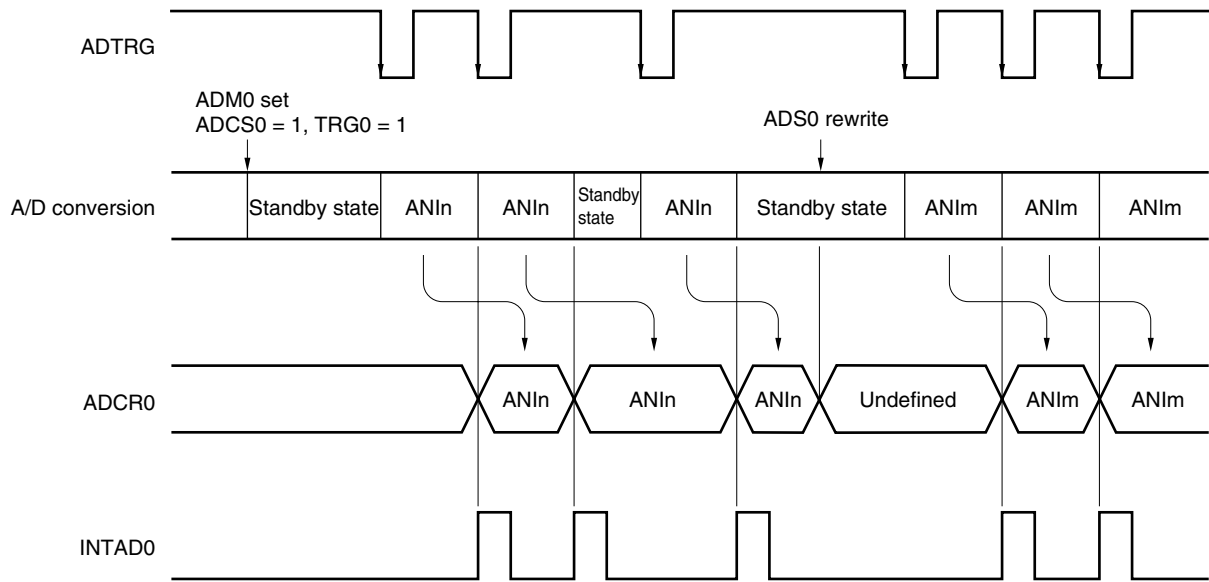 ADTRG
ADM0 set
ADCS0 = 1, TRG0 = 1
ADS0 rewrite
A/D conversion
Standby state
ANIn
ANIn
Standby
state
ANIn
Standby state
ANIm
ANIm
ANIm
ADCR0
ANIn
ANIn
ANIn
Undefined
ANIm
ANIm
INTAD0